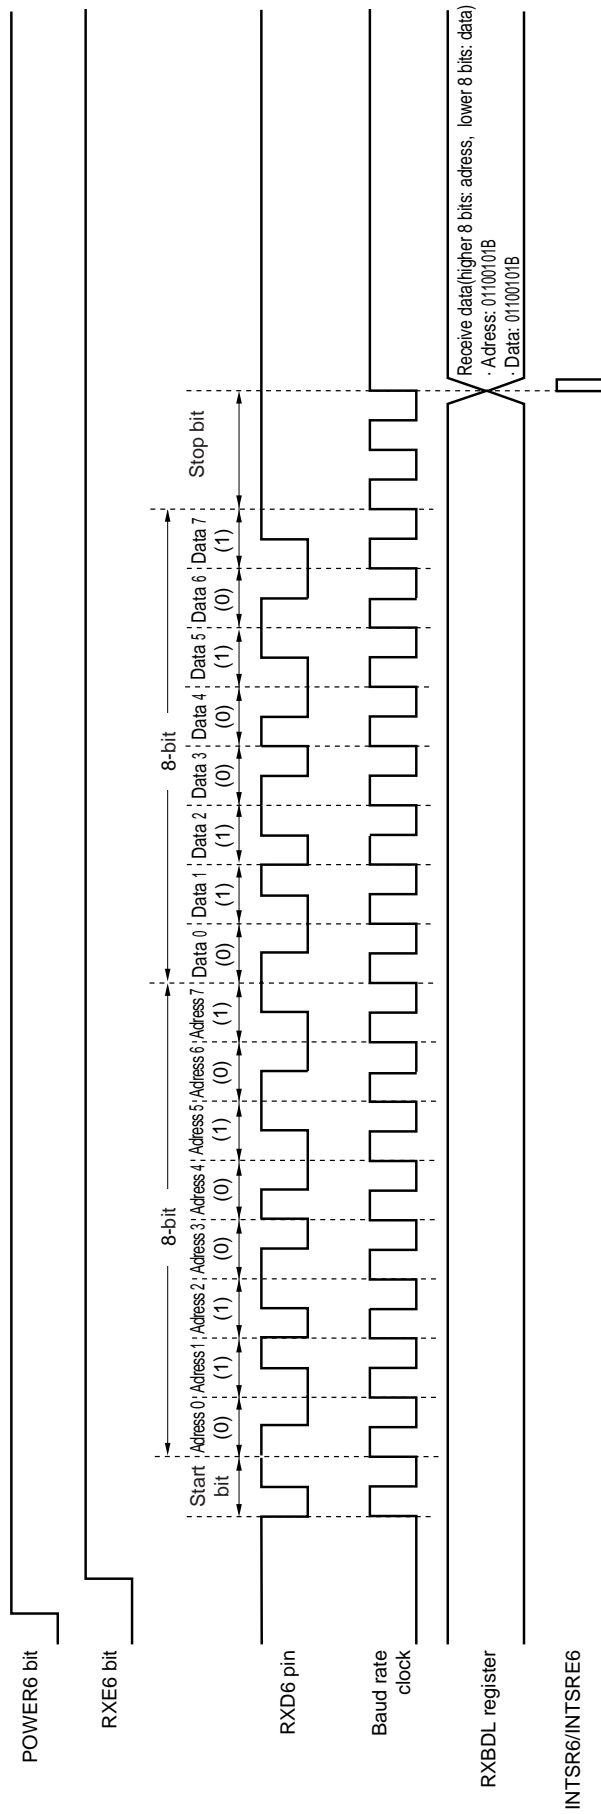 POWER6 bit
RXE6 bit
8-bit
8-bit
Start
bit
Adress 0
(0)
Adress 1
(1)
Adress 2
(1)
Adress 3
(0)
Adress 4
(0)
Adress 5
(1)
Adress 6
(0)
Adress 7
(1)
Data 0
(0)
Data 1
(1)
Data 2
(1)
Data 3
(0)
Data 4
(0)
Data 5
(1)
Data 6
(0)
Data 7
(1)
Stop bit
RXD6 pin
Baud rate
clock
RXBDL register
Receive data(higher 8 bits: adress, lower 8 bits: data)
· Adress: 01100101B
· Data: 01100101B
INTSR6/INTSRE6